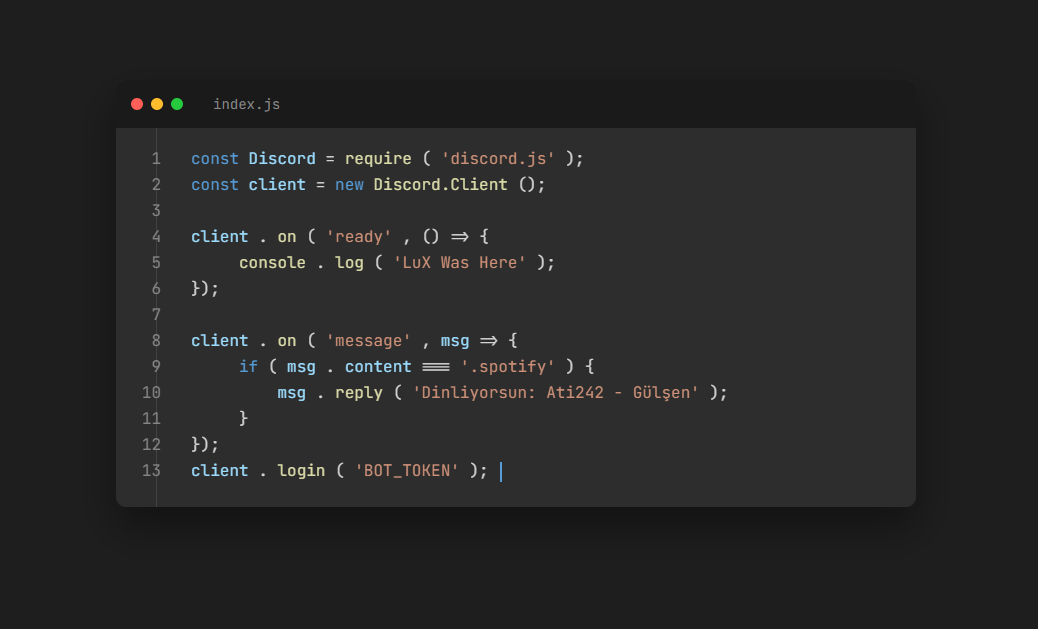 index.js
1 const Discord = require ( 'discord.js' );
2 const client = new Discord.Client ();
3
4 client . on ( 'ready' , () => {
5 console . log ( 'LuX Was Here' );
6 });
7
8 client . on ( 'message' , msg => {
9 if ( msg . content === '.spotify' ) {
10 msg . reply ( 'Dinliyorsun: Ati242 - Gülşen' );
11 }
12 });
13 client . login ( 'BOT_TOKEN' );